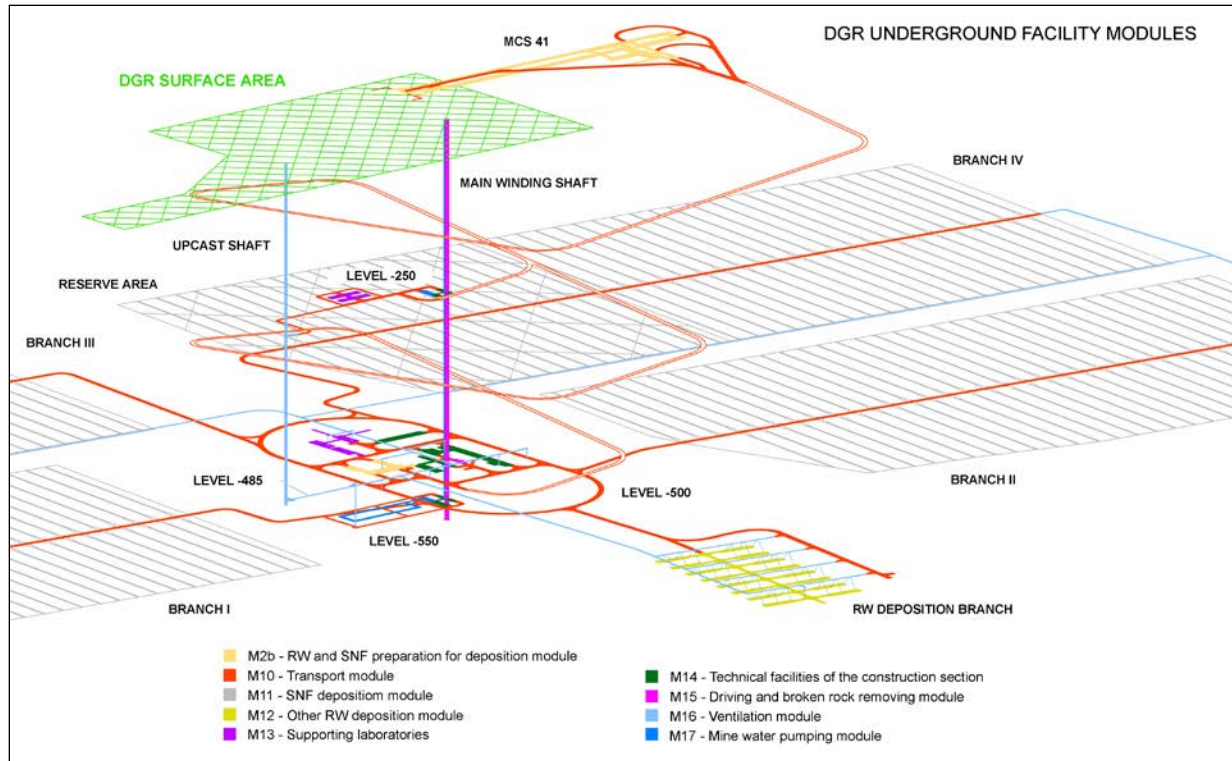 MCS 41
DGR UNDERGROUND FACILITY MODULES
DGR SURFACE AREA
BRANCH IV
MAIN WINDING SHAFT
UPCAST SHAFT
LEVEL -250
RESERVE AREA
BRANCH III
LEVEL -485
BRANCH II
LEVEL -500
LEVEL -550
BRANCH I
RW DEPOSITION BRANCH
M2b - RW and SNF preparation for deposition module
M10 - Transport module
M11 - SNF depositiom module
M12 - Other RW deposition module
M13 - Supporting laboratories
M14 - Technical facilities of the construction section
M15 - Driving and broken rock removing module
M16 - Ventilation module
M17 - Mine water pumping module